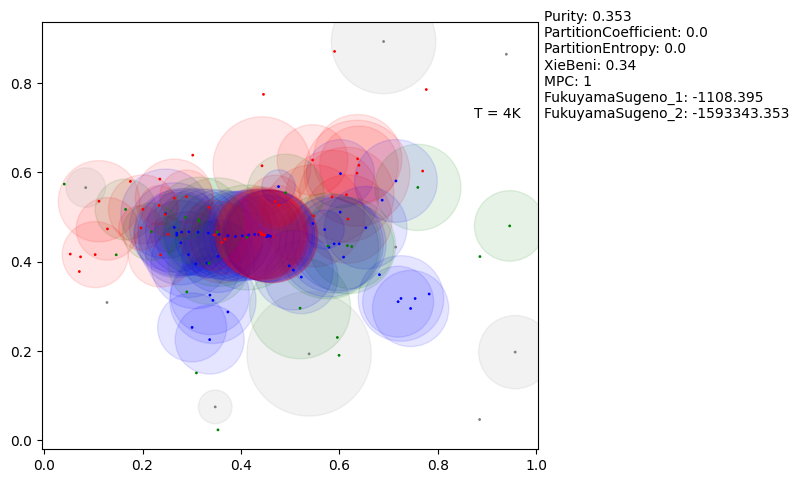 Purity: 0.353
PartitionCoefficient: 0.0
PartitionEntropy: 0.0
XieBeni: 0.34
MPC: 1
FukuyamaSugeno_1: -1108.395
FukuyamaSugeno_2: -1593343.353
T = 4K
0.8
0.6
0.4
0.2
0.0
0.0 0.2 0.4 0.6 0.8 1.0